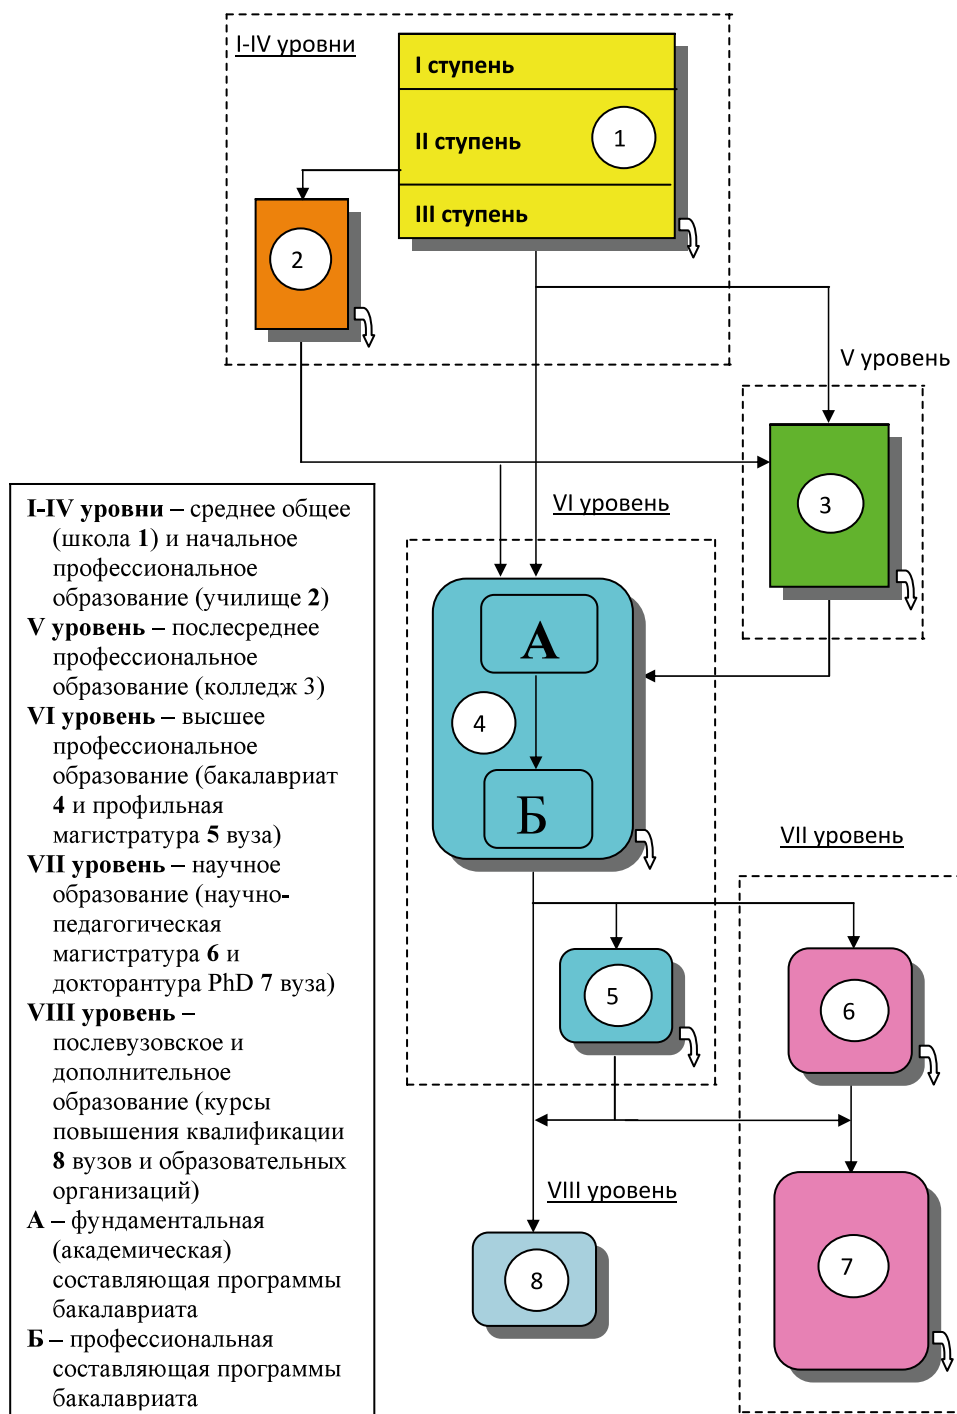 I-IV уровни
I ступень
II ступень
1
III ступень
2
V уровень
3
VI уровень
А
4
Б
VII уровень
5
6
VIII уровень
8
7
I-IV уровни – среднее общее
(школа 1) и начальное
профессиональное
образование (училище 2)
V уровень – послесреднее
профессиональное
образование (колледж 3)
VI уровень – высшее
профессиональное
образование (бакалавриат
4 и профильная
магистратура 5 вуза)
VII уровень – научное
образование (научно-
педагогическая
магистратура 6 и
докторантура PhD 7 вуза)
VIII уровень –
послевузовское и
дополнительное
образование (курсы
повышения квалификации
8 вузов и образовательных
организаций)
А – фундаментальная
(академическая)
составляющая программы
бакалавриата
Б – профессиональная
составляющая программы
бакалавриата